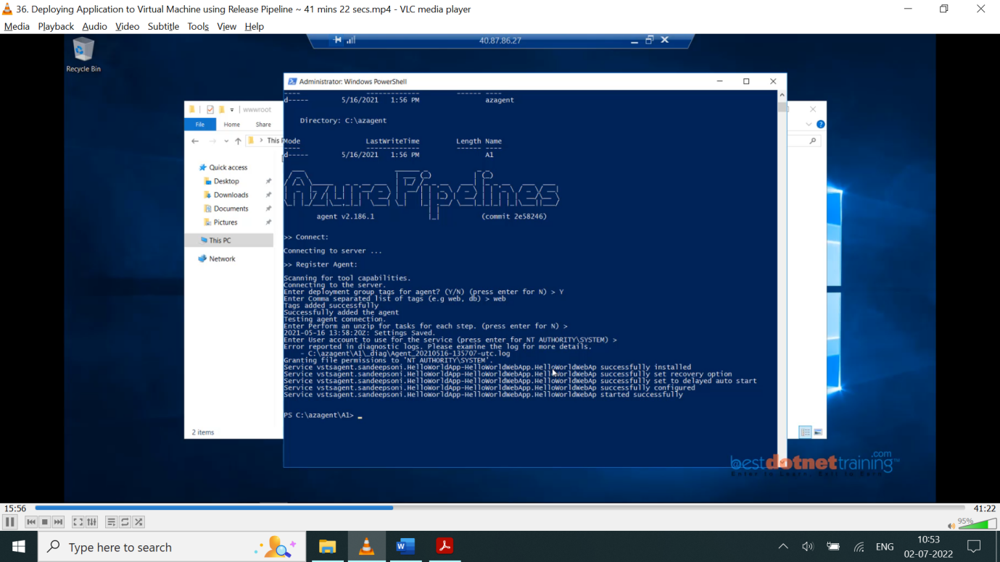 36. Deploying Application to Virtual Machine using Release Pipeline ~ 41 mins 22 secs.mp4 - VLC media player
Media Playback Audio Video Subtitle Tools View Help
40.87.86.27
Recycle Bin
Administrator: Windows PowerShell
wwwroot
File Home Share
This P
Quick access
Desktop
Downloads
Documents
Pictures
This PC
Network
2 items
---- ------------- ------ ----
d----- 5/16/2021 1:56 PM azagent
Directory: C:\azagent
Mode LastWriteTime Length Name
---- ------------- ------ ----
d----- 5/16/2021 1:56 PM A1
Azure Pipelines
agent v2.186.1 (commit 2e58246)
>> Connect:
Connecting to server ...
>> Register Agent:
Scanning for tool capabilities.
Connecting to the server.
Enter deployment group tags for agent? (Y/N) (press enter for N) > Y
Enter Comma separated list of tags (e.g web, db) > web
Tags added successfully
Successfully added the agent
Testing agent connection.
Enter Perform an unzip for tasks for each step. (press enter for N) >
2021-05-16 13:58:20Z: Settings Saved.
Enter User account to use for the service (press enter for NT AUTHORITY\SYSTEM) >
Error reported in diagnostic logs. Please examine the log for more details.
- C:\azagent\A1\_diag\Agent_20210516-135707-utc.log
Granting file permissions to 'NT AUTHORITY\SYSTEM'.
Service vstsagent.sandeepsoni.HelloWorldApp-HelloWorldWebApp.HelloWorldWebAp successfully installed
Service vstsagent.sandeepsoni.HelloWorldApp-HelloWorldWebApp.HelloWorldWebAp successfully set recovery option
Service vstsagent.sandeepsoni.HelloWorldApp-HelloWorldWebApp.HelloWorldWebAp successfully set to delayed auto start
Service vstsagent.sandeepsoni.HelloWorldApp-HelloWorldWebApp.HelloWorldWebAp successfully configured
Service vstsagent.sandeepsoni.HelloWorldApp-HelloWorldWebApp.HelloWorldWebAp started successfully
PS C:\azagent\A1> _
bestdotnettraining.com
15:56 41:22
95%
Type here to search
ENG
10:53
02-07-2022